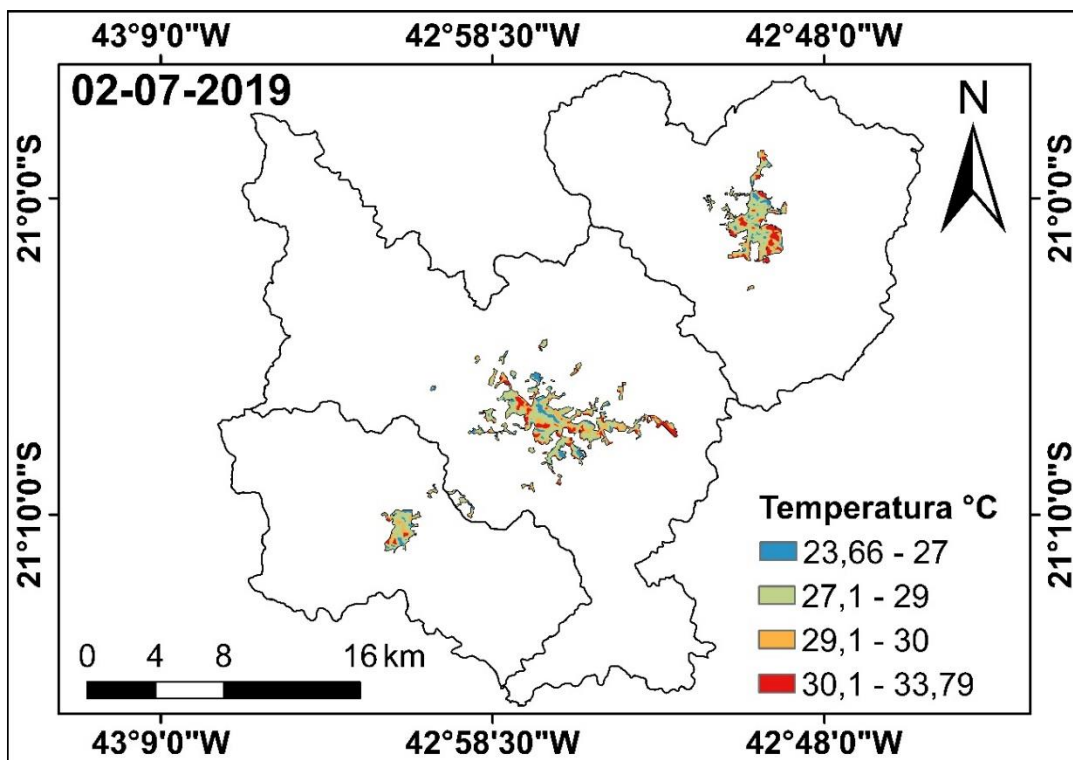 43°9'0"W 42°58'30"W 42°48'0"W
02-07-2019
N
21°0'0"S 21°0'0"S
21°10'0"S 21°10'0"S
Temperatura °C
23,66 - 27
27,1 - 29
29,1 - 30
30,1 - 33,79
0 4 8 16 km
43°9'0"W 42°58'30"W 42°48'0"W